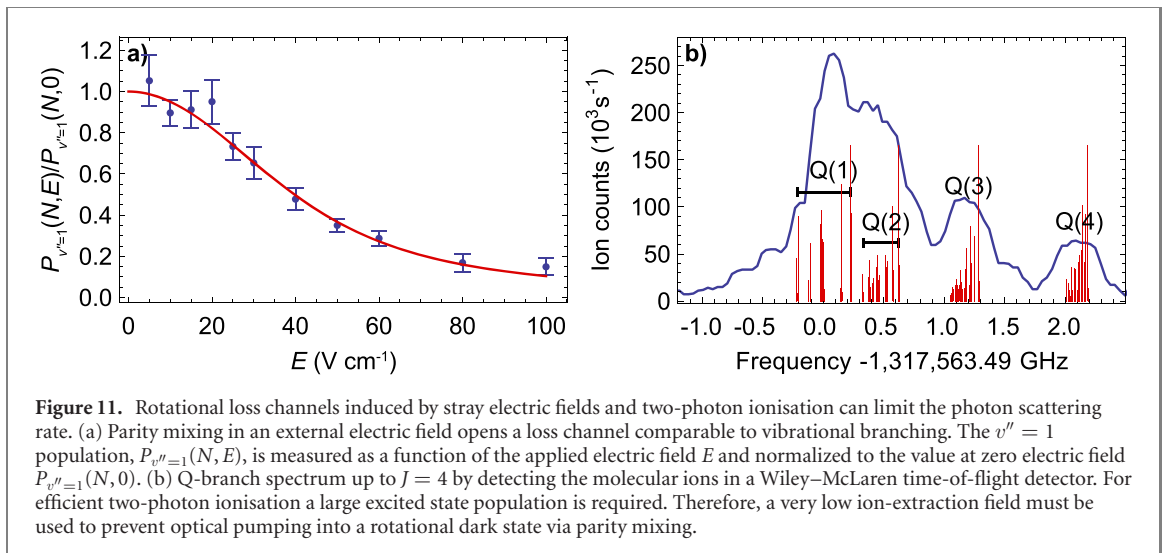 a)
1.2
1.0
0.8
0.6
0.4
0.2
0.0
P_{v''=1}(N,E)/P_{v''=1}(N,0)
0 20 40 60 80 100
E (V cm⁻¹)
b)
250
200
150
100
50
0
Ion counts (10³s⁻¹)
Q(1)
Q(2)
Q(3)
Q(4)
-1.0 -0.5 0.0 0.5 1.0 2.0
Frequency -1,317,563.49 GHz
Figure 11. Rotational loss channels induced by stray electric fields and two-photon ionisation can limit the photon scattering
rate. (a) Parity mixing in an external electric field opens a loss channel comparable to vibrational branching. The v″ = 1
population, P_{v″=1}(N, E), is measured as a function of the applied electric field E and normalized to the value at zero electric field
P_{v″=1}(N, 0). (b) Q-branch spectrum up to J = 4 by detecting the molecular ions in a Wiley–McLaren time-of-flight detector. For
efficient two-photon ionisation a large excited state population is required. Therefore, a very low ion-extraction field must be
used to prevent optical pumping into a rotational dark state via parity mixing.